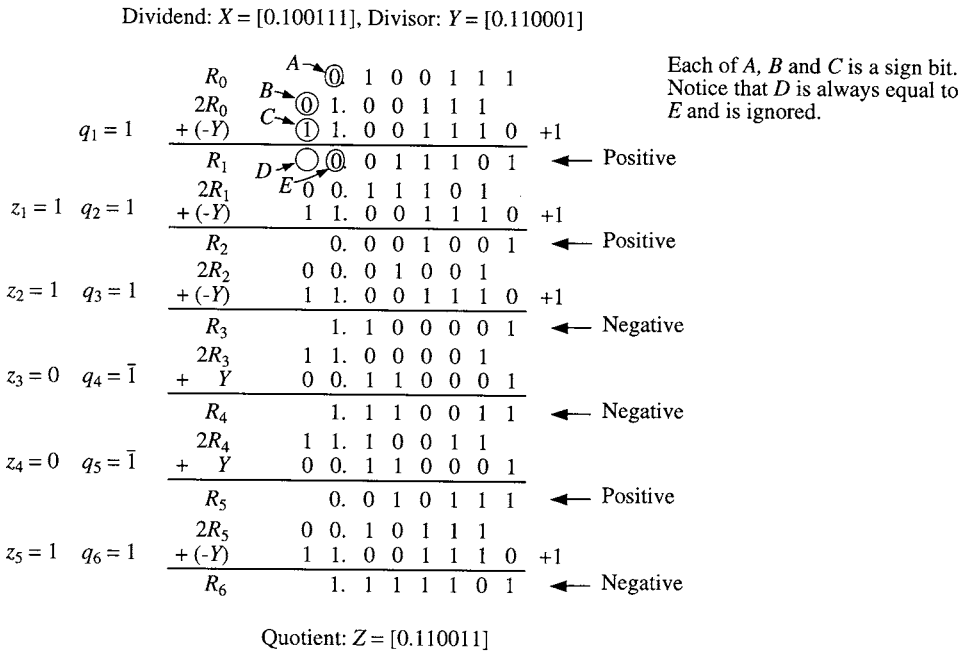 Dividend: X = [0.100111], Divisor: Y = [0.110001]
Each of A, B and C is a sign bit.
Notice that D is always equal to
E and is ignored.
A
R₀ 0. 1 0 0 1 1 1
B
2R₀ 0 1. 0 0 1 1 1
C
q₁ = 1 + (-Y) 1 1. 0 0 1 1 1 0 +1
R₁ D E 0. 0 1 1 1 0 1 Positive
2R₁ 0 0. 1 1 1 0 1
z₁ = 1 q₂ = 1 + (-Y) 1 1. 0 0 1 1 1 0 +1
R₂ 0. 0 0 1 0 0 1 Positive
2R₂ 0 0. 0 1 0 0 1
z₂ = 1 q₃ = 1 + (-Y) 1 1. 0 0 1 1 1 0 +1
R₃ 1. 1 0 0 0 0 1 Negative
2R₃ 1 1. 0 0 0 0 1
z₃ = 0 q₄ = 1̄ + Y 0 0. 1 1 0 0 0 1
R₄ 1. 1 1 0 0 1 1 Negative
2R₄ 1 1. 1 0 0 1 1
z₄ = 0 q₅ = 1̄ + Y 0 0. 1 1 0 0 0 1
R₅ 0. 0 1 0 1 1 1 Positive
2R₅ 0 0. 1 0 1 1 1
z₅ = 1 q₆ = 1 + (-Y) 1 1. 0 0 1 1 1 0 +1
R₆ 1. 1 1 1 1 0 1 Negative
Quotient: Z = [0.110011]